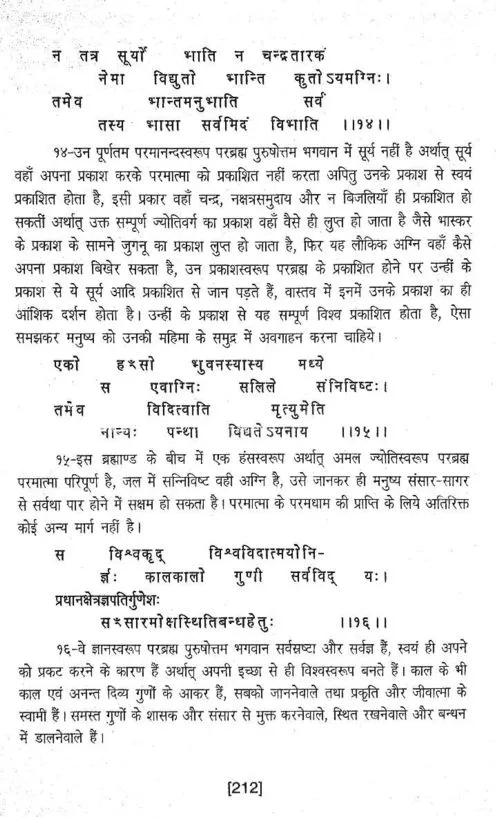 न तत्र सूर्यो भाति न चन्द्रतारकं
नेमा विद्युतो भान्ति कुतोऽयमग्निः।
तमेव भान्तमनुभाति सर्वं
तस्य भासा सर्वमिदं विभाति ।।१४।।
१४-उन पूर्णतम परमानन्दस्वरूप परब्रह्म पुरुषोत्तम भगवान में सूर्य नहीं है अर्थात् सूर्य
वहाँ अपना प्रकाश करके परमात्मा को प्रकाशित नहीं करता अपितु उनके प्रकाश से स्वयं
प्रकाशित होता है, इसी प्रकार वहाँ चन्द्र, नक्षत्रसमुदाय और न बिजलियाँ ही प्रकाशित हो
सकतीं अर्थात् उक्त सम्पूर्ण ज्योतिवर्ग का प्रकाश वहाँ वैसे ही लुप्त हो जाता है जैसे भास्कर
के प्रकाश के सामने जुगनू का प्रकाश लुप्त हो जाता है, फिर यह लौकिक अग्नि वहाँ कैसे
अपना प्रकाश बिखेर सकता है, उन प्रकाशस्वरूप परब्रह्म के प्रकाशित होने पर उन्हीं के
प्रकाश से ये सूर्य आदि प्रकाशित से जान पड़ते हैं, वास्तव में इनमें उनके प्रकाश का ही
आंशिक दर्शन होता है। उन्हीं के प्रकाश से यह सम्पूर्ण विश्व प्रकाशित होता है, ऐसा
समझकर मनुष्य को उनकी महिमा के समुद्र में अवगाहन करना चाहिये।
एको हꣳसो भुवनस्यास्य मध्ये
स एवाग्निः सलिले संनिविष्टः।
तमेव विदित्वाति मृत्युमेति
नान्यः पन्था विद्यतेऽयनाय ।।१५।।
१५-इस ब्रह्माण्ड के बीच में एक हंसस्वरूप अर्थात् अमल ज्योतिस्वरूप परब्रह्म
परमात्मा परिपूर्ण है, जल में सन्निविष्ट वही अग्नि है, उसे जानकर ही मनुष्य संसार-सागर
से सर्वथा पार होने में सक्षम हो सकता है। परमात्मा के परमधाम की प्राप्ति के लिये अतिरिक्त
कोई अन्य मार्ग नहीं है।
स विश्वकृद् विश्वविदात्मयोनि-
र्ज्ञः कालकालो गुणी सर्वविद् यः।
प्रधानक्षेत्रज्ञपतिर्गुणेशः
सꣳसारमोक्षस्थितिबन्धहेतुः ।।१६।।
१६-वे ज्ञानस्वरूप परब्रह्म पुरुषोत्तम भगवान सर्वस्रष्टा और सर्वज्ञ हैं, स्वयं ही अपने
को प्रकट करने के कारण हैं अर्थात् अपनी इच्छा से ही विश्वस्वरूप बनते हैं। काल के भी
काल एवं अनन्त दिव्य गुणों के आकर हैं, सबको जाननेवाले तथा प्रकृति और जीवात्मा के
स्वामी हैं। समस्त गुणों के शासक और संसार से मुक्त करनेवाले, स्थित रखनेवाले और बन्धन
में डालनेवाले हैं।
[212]